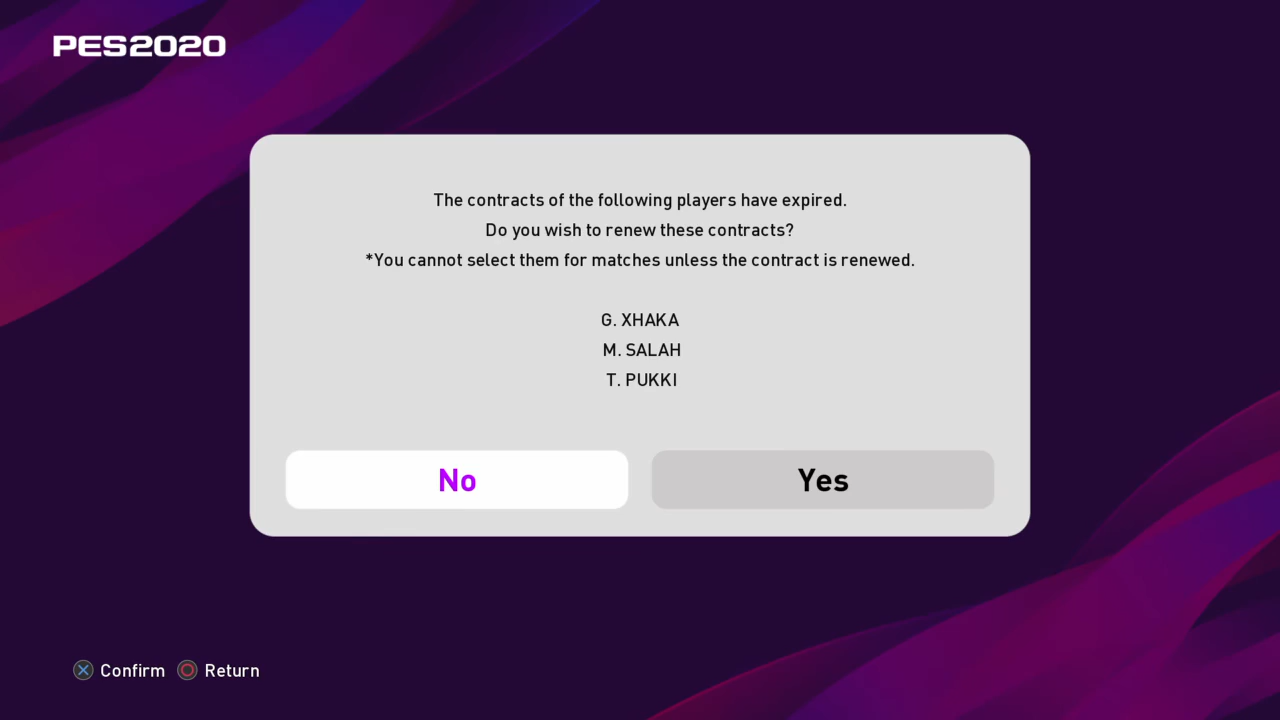 PES2020
The contracts of the following players have expired.
Do you wish to renew these contracts?
*You cannot select them for matches unless the contract is renewed.
G. XHAKA
M. SALAH
T. PUKKI
No Yes
Confirm Return